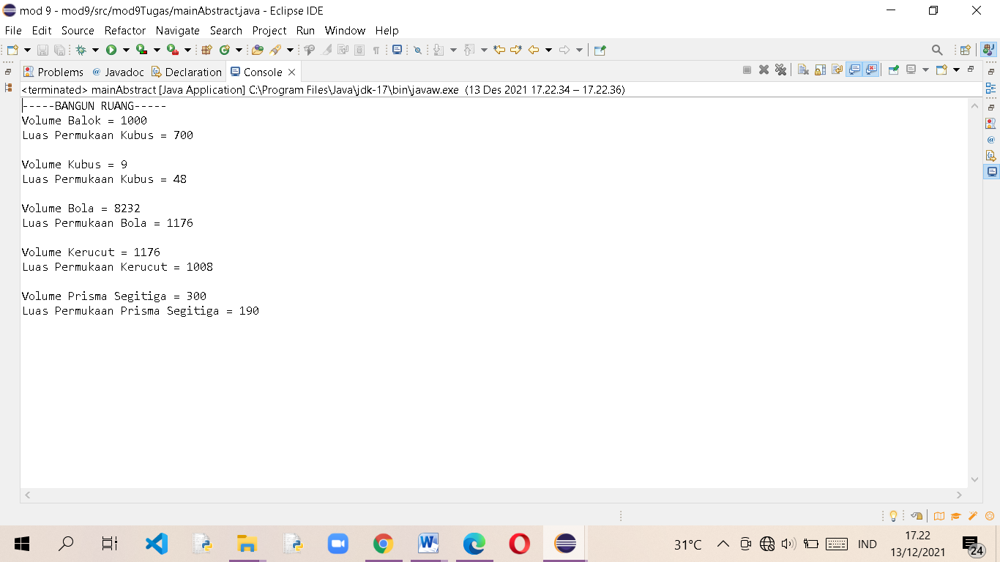 mod 9 - mod9/src/mod9Tugas/mainAbstract.java - Eclipse IDE
File Edit Source Refactor Navigate Search Project Run Window Help
Problems Javadoc Declaration Console
<terminated> mainAbstract [Java Application] C:\Program Files\Java\jdk-17\bin\javaw.exe (13 Des 2021 17.22.34 – 17.22.36)
-----BANGUN RUANG-----
Volume Balok = 1000
Luas Permukaan Kubus = 700
Volume Kubus = 9
Luas Permukaan Kubus = 48
Volume Bola = 8232
Luas Permukaan Bola = 1176
Volume Kerucut = 1176
Luas Permukaan Kerucut = 1008
Volume Prisma Segitiga = 300
Luas Permukaan Prisma Segitiga = 190
31°C IND 17.22
13/12/2021 24